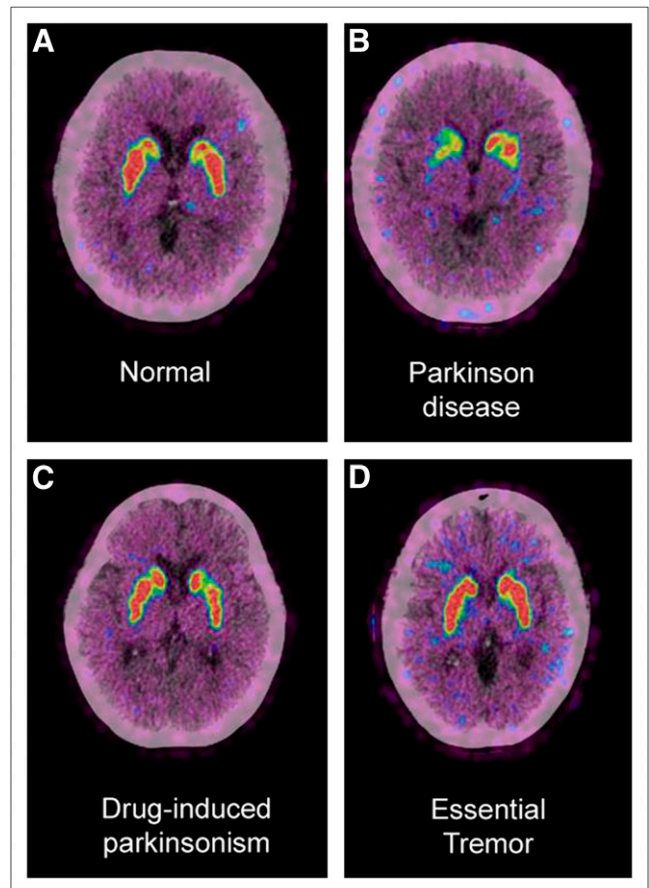 A
B
Normal
Parkinson
disease
C
D
Drug-induced
parkinsonism
Essential
Tremor